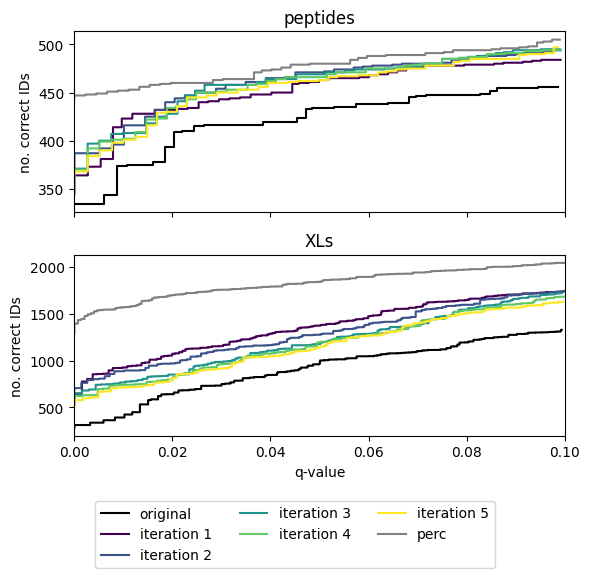 peptides
500
450
400
350
no. correct IDs
XLs
2000
1500
1000
500
no. correct IDs
0.00 0.02 0.04 0.06 0.08 0.10
q-value
original iteration 3 iteration 5
iteration 1 iteration 4 perc
iteration 2